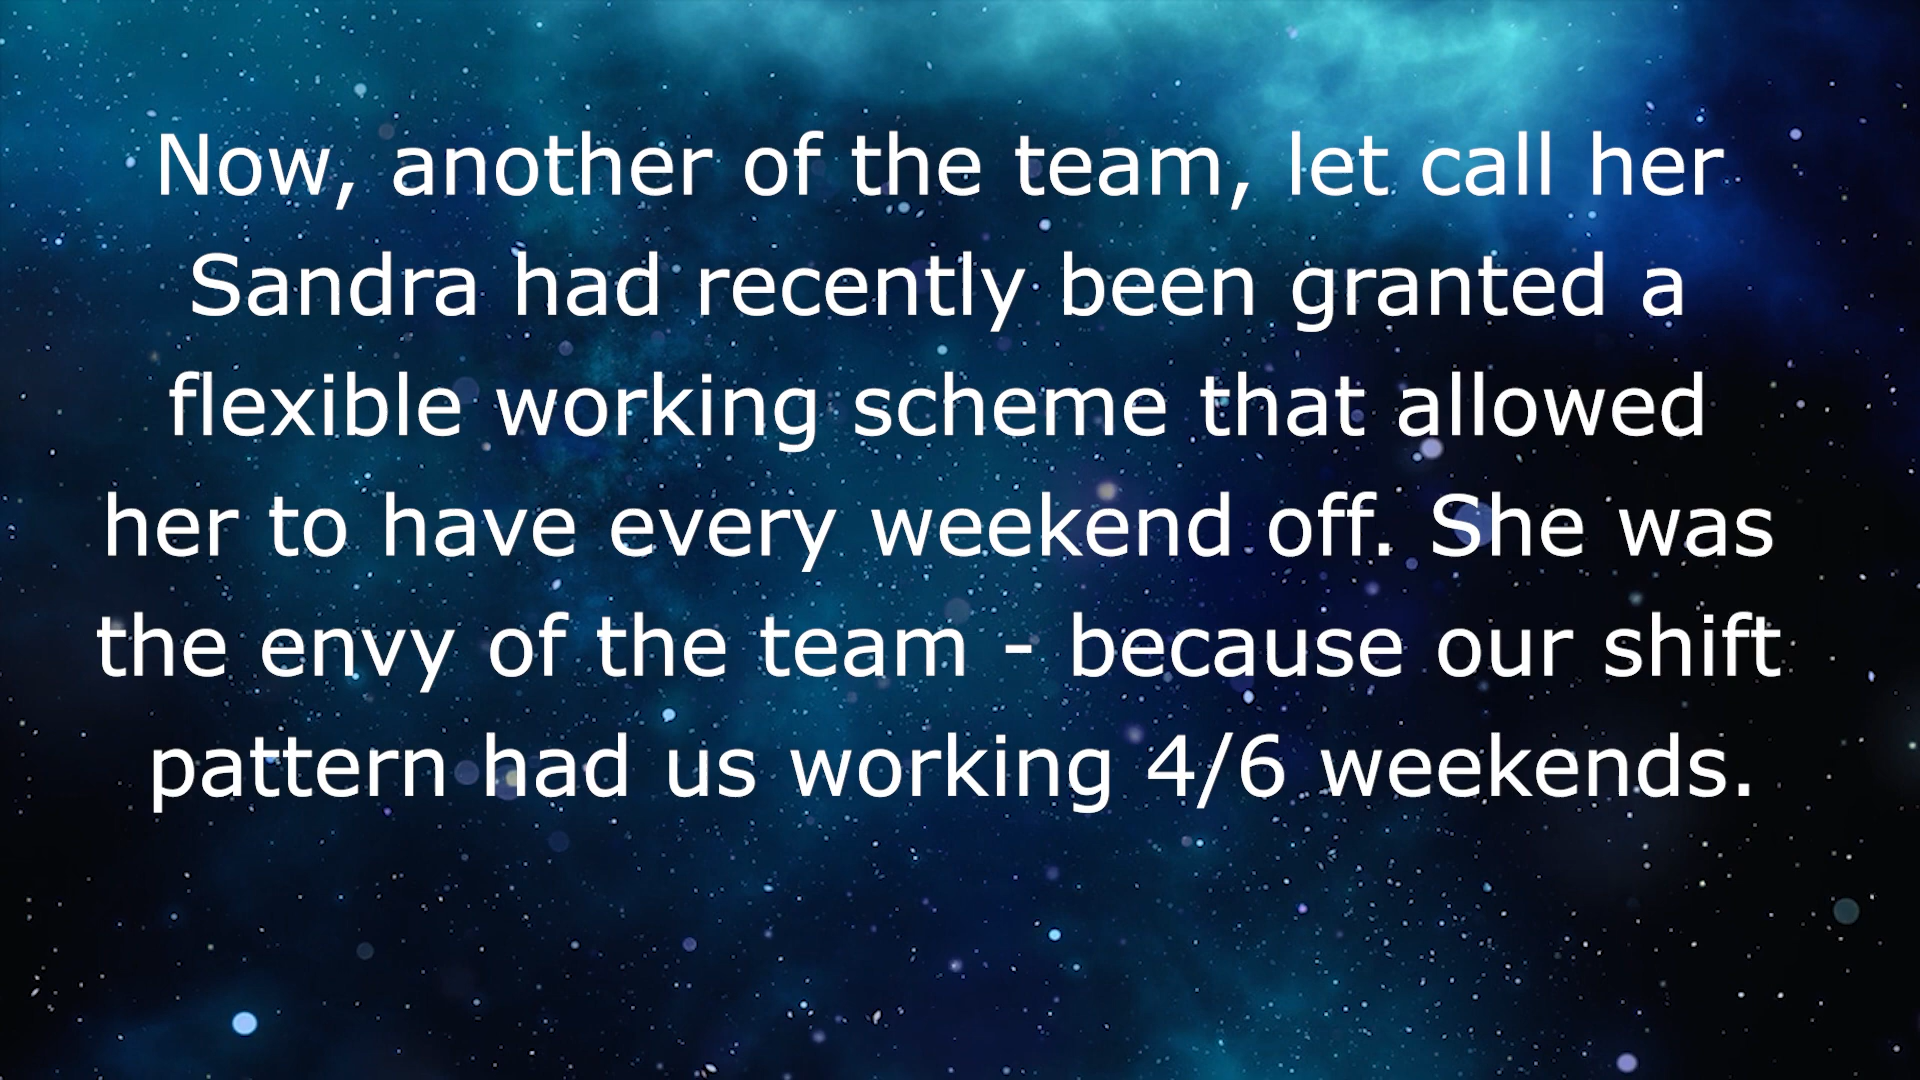 Now, another of the team, let call her
Sandra had recently been granted a
flexible working scheme that allowed
her to have every weekend off. She was
the envy of the team - because our shift
pattern had us working 4/6 weekends.